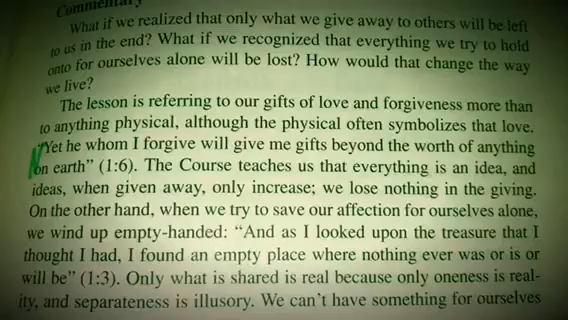 Commentary
What if we realized that only what we give away to others will be left
to us in the end? What if we recognized that everything we try to hold
onto for ourselves alone will be lost? How would that change the way
we live?
The lesson is referring to our gifts of love and forgiveness more than
to anything physical, although the physical often symbolizes that love.
"Yet he whom I forgive will give me gifts beyond the worth of anything
on earth" (1:6). The Course teaches us that everything is an idea, and
ideas, when given away, only increase; we lose nothing in the giving.
On the other hand, when we try to save our affection for ourselves alone,
we wind up empty-handed: "And as I looked upon the treasure that I
thought I had, I found an empty place where nothing ever was or is or
will be" (1:3). Only what is shared is real because only oneness is real-
ity, and separateness is illusory. We can't have something for ourselves